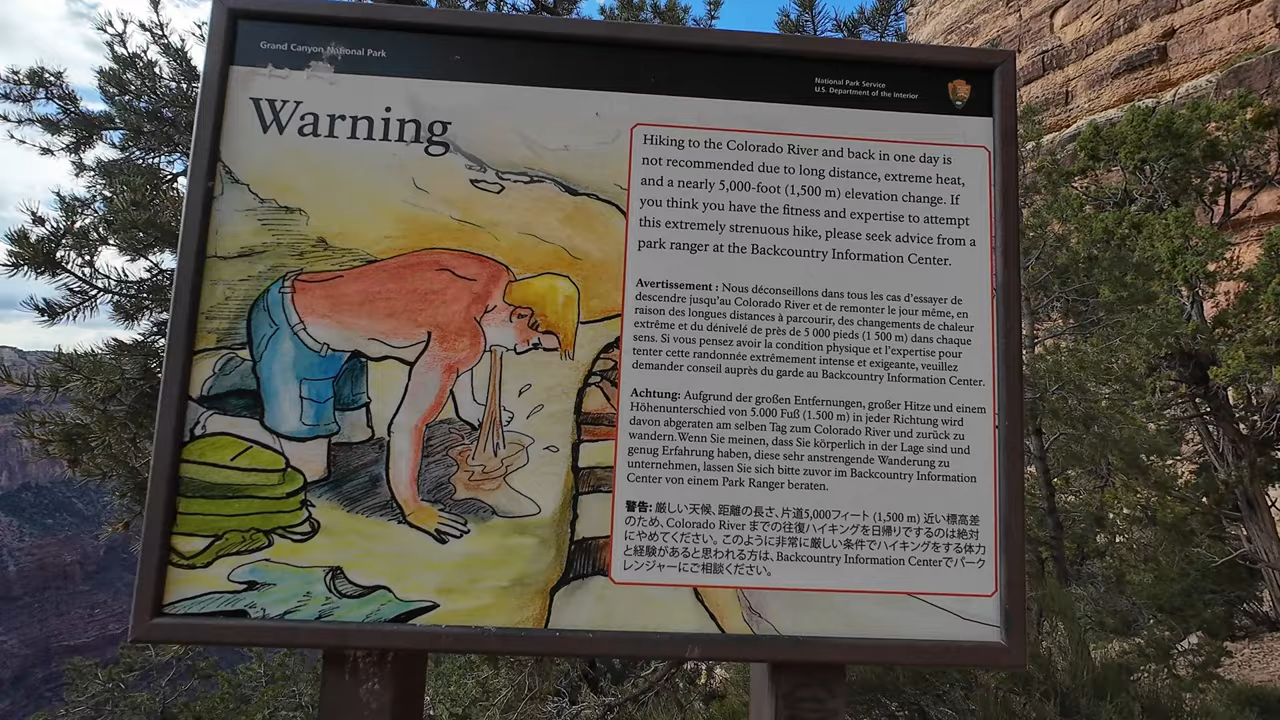 Grand Canyon National Park
National Park Service
U.S. Department of the Interior
Warning
Hiking to the Colorado River and back in one day is
not recommended due to long distance, extreme heat,
and a nearly 5,000-foot (1,500 m) elevation change. If
you think you have the fitness and expertise to attempt
this extremely strenuous hike, please seek advice from a
park ranger at the Backcountry Information Center.
Avertissement : Nous déconseillons dans tous les cas d'essayer de
descendre jusqu'au Colorado River et de remonter le jour même, en
raison des longues distances à parcourir, des changements de chaleur
extrême et du dénivelé de près de 5 000 pieds (1 500 m) dans chaque
sens. Si vous pensez avoir la condition physique et l'expertise pour
tenter cette randonnée extrêmement intense et exigeante, veuillez
demander conseil auprès du garde au Backcountry Information Center.
Achtung: Aufgrund der großen Entfernungen, großer Hitze und einem
Höhenunterschied von 5.000 Fuß (1.500 m) in jeder Richtung wird
davon abgeraten am selben Tag zum Colorado River und zurück zu
wandern. Wenn Sie meinen, dass Sie körperlich in der Lage sind und
genug Erfahrung haben, diese sehr anstrengende Wanderung zu
unternehmen, lassen Sie sich bitte zuvor im Backcountry Information
Center von einem Park Ranger beraten.
警告: 厳しい天候、距離の長さ、片道5,000フィート (1,500 m) 近い標高差
のため、Colorado River までの往復ハイキングを日帰りでするのは絶対
にやめてください。このように非常に厳しい条件でハイキングをする体力
と経験があると思われる方は、Backcountry Information Centerでパーク
レンジャーにご相談ください。